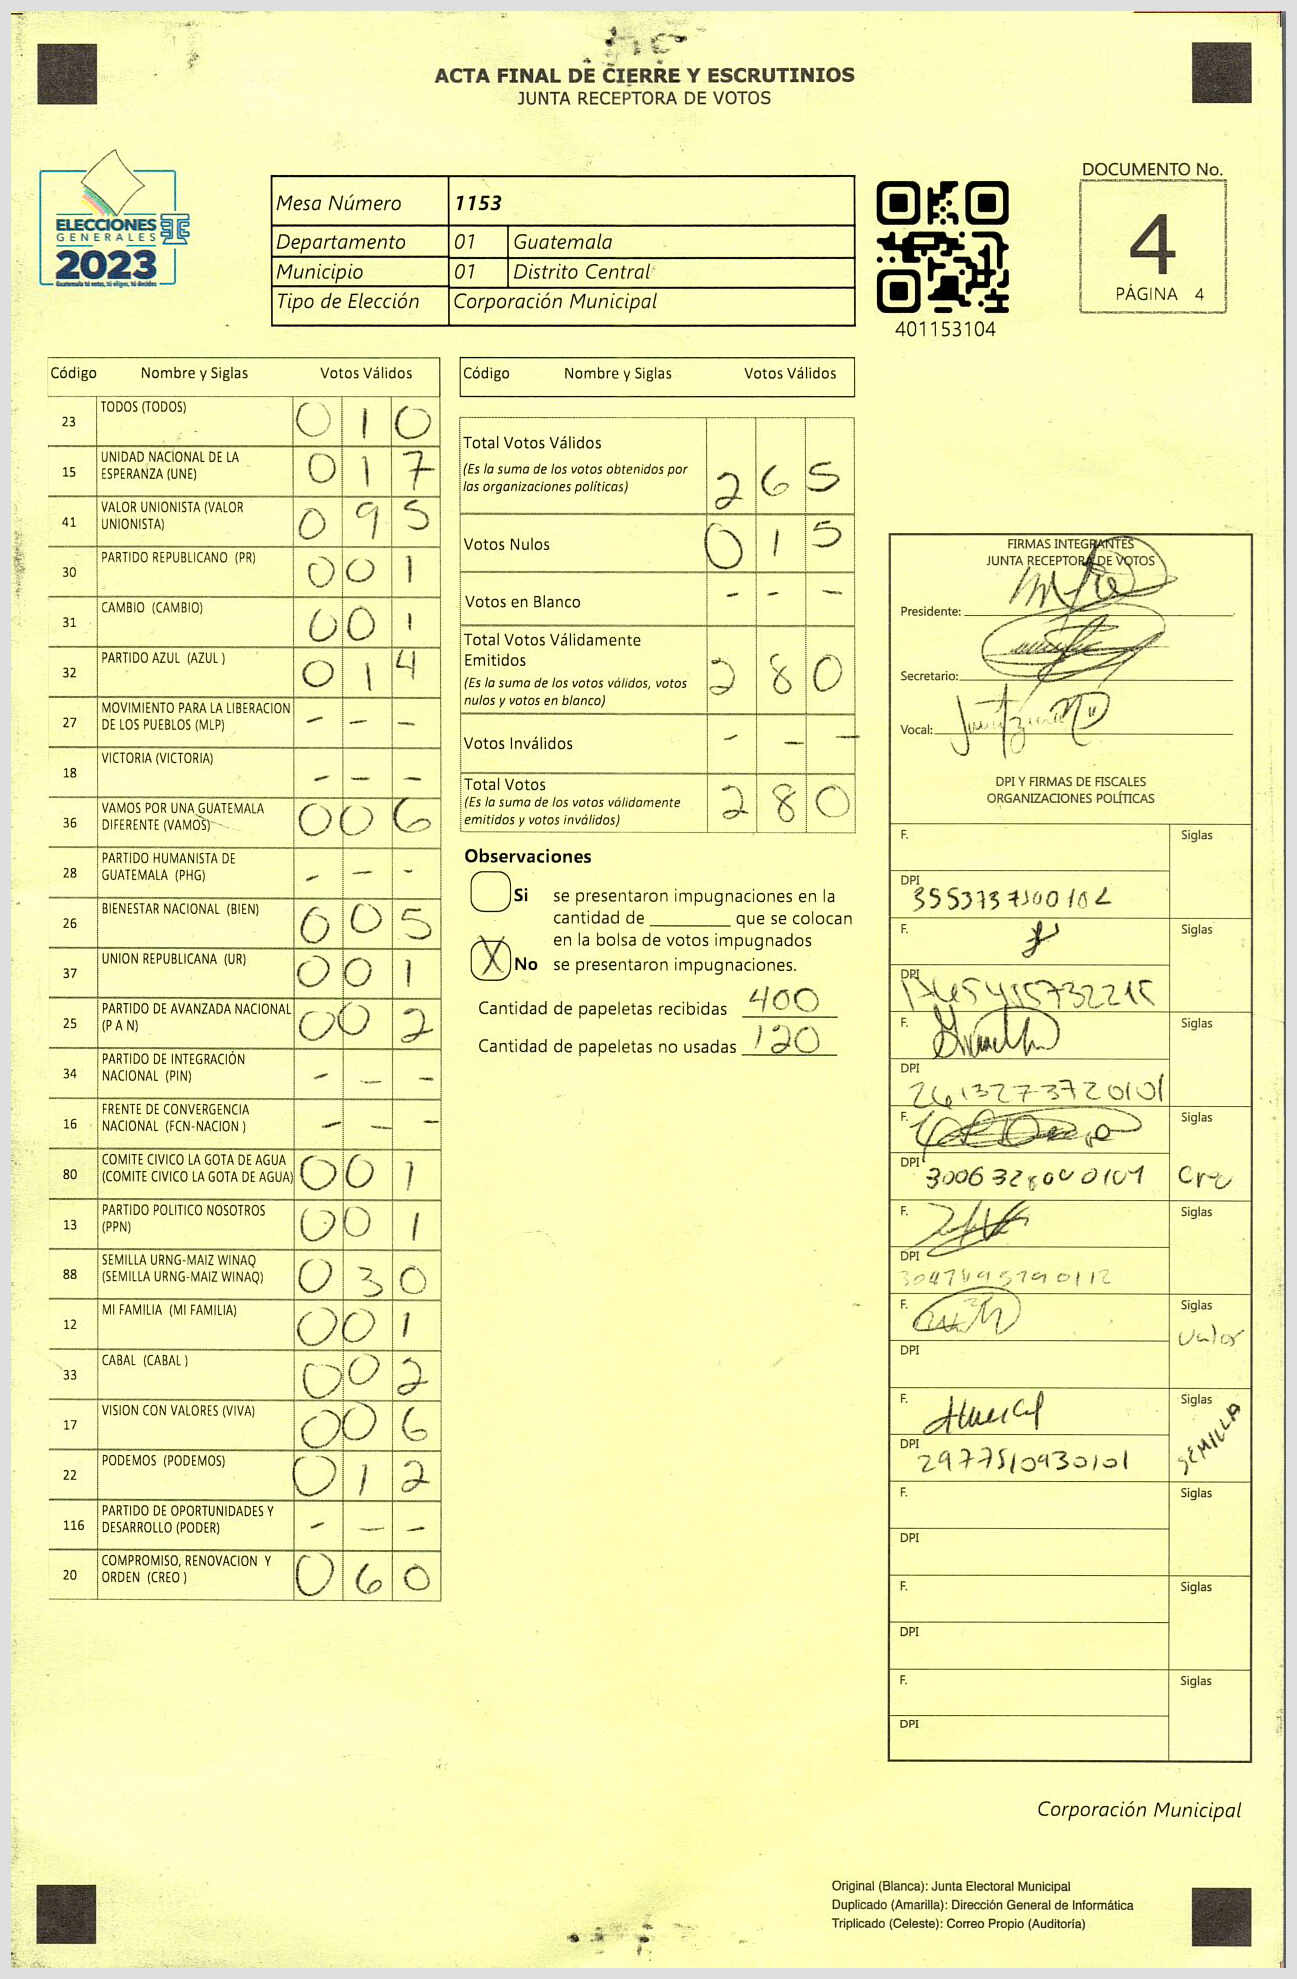 ACTA FINAL DE CIERRE Y ESCRUTINIOS
JUNTA RECEPTORA DE VOTOS
ELECCIONES
GENERALES
2023
Guatemala tú votas, tú eliges, tú decides
Mesa Número 1153
Departamento 01 Guatemala
Municipio 01 Distrito Central
Tipo de Elección Corporación Municipal
401153104
DOCUMENTO No.
4
PÁGINA 4
Código Nombre y Siglas Votos Válidos
23 TODOS (TODOS) 0 1 0
15 UNIDAD NACIONAL DE LA ESPERANZA (UNE) 0 1 7
41 VALOR UNIONISTA (VALOR UNIONISTA) 0 9 5
30 PARTIDO REPUBLICANO (PR) 0 0 1
31 CAMBIO (CAMBIO) 0 0 1
32 PARTIDO AZUL (AZUL ) 0 1 4
27 MOVIMIENTO PARA LA LIBERACION DE LOS PUEBLOS (MLP) - - -
18 VICTORIA (VICTORIA) - - -
36 VAMOS POR UNA GUATEMALA DIFERENTE (VAMOS) 0 0 6
28 PARTIDO HUMANISTA DE GUATEMALA (PHG) - - -
26 BIENESTAR NACIONAL (BIEN) 0 0 5
37 UNION REPUBLICANA (UR) 0 0 1
25 PARTIDO DE AVANZADA NACIONAL (P A N) 0 0 2
34 PARTIDO DE INTEGRACIÓN NACIONAL (PIN) - - -
16 FRENTE DE CONVERGENCIA NACIONAL (FCN-NACION ) - - -
80 COMITE CIVICO LA GOTA DE AGUA (COMITE CIVICO LA GOTA DE AGUA) 0 0 1
13 PARTIDO POLITICO NOSOTROS (PPN) 0 0 1
88 SEMILLA URNG-MAIZ WINAQ (SEMILLA URNG-MAIZ WINAQ) 0 3 0
12 MI FAMILIA (MI FAMILIA) 0 0 1
33 CABAL (CABAL ) 0 0 2
17 VISION CON VALORES (VIVA) 0 0 6
22 PODEMOS (PODEMOS) 0 1 2
116 PARTIDO DE OPORTUNIDADES Y DESARROLLO (PODER) - - -
20 COMPROMISO, RENOVACION Y ORDEN (CREO ) 0 6 0
Código Nombre y Siglas Votos Válidos
Total Votos Válidos 2 6 5
(Es la suma de los votos obtenidos por
las organizaciones políticas)
Votos Nulos 0 1 5
Votos en Blanco - - -
Total Votos Válidamente
Emitidos 2 8 0
(Es la suma de los votos válidos, votos
nulos y votos en blanco)
Votos Inválidos - - -
Total Votos 2 8 0
(Es la suma de los votos válidamente
emitidos y votos inválidos)
Observaciones
Si se presentaron impugnaciones en la
cantidad de ________ que se colocan
en la bolsa de votos impugnados
X No se presentaron impugnaciones.
Cantidad de papeletas recibidas 400
Cantidad de papeletas no usadas 120
FIRMAS INTEGRANTES
JUNTA RECEPTORA DE VOTOS
Presidente:
Secretario:
Vocal:
DPI Y FIRMAS DE FISCALES
ORGANIZACIONES POLÍTICAS
F. Siglas
DPI
F. Siglas
DPI
F. Siglas
DPI 2613273720101
F. Siglas
DPI Creo
F. Siglas
DPI
F. Siglas
DPI Valor
F. Siglas
DPI 2977510930101 SEMILLA
F. Siglas
DPI
F. Siglas
DPI
F. Siglas
DPI
Corporación Municipal
Original (Blanca): Junta Electoral Municipal
Duplicado (Amarilla): Dirección General de Informática
Triplicado (Celeste): Correo Propio (Auditoría)